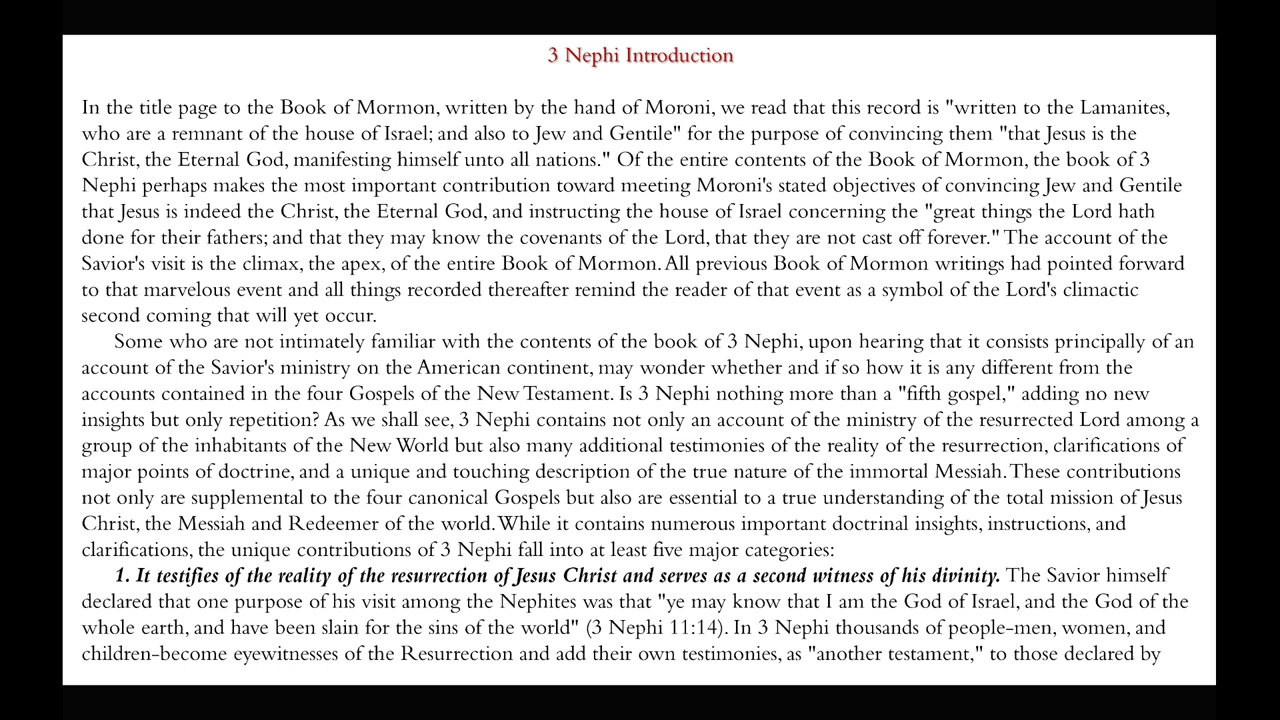 3 Nephi Introduction
In the title page to the Book of Mormon, written by the hand of Moroni, we read that this record is "written to the Lamanites,
who are a remnant of the house of Israel; and also to Jew and Gentile" for the purpose of convincing them "that Jesus is the
Christ, the Eternal God, manifesting himself unto all nations." Of the entire contents of the Book of Mormon, the book of 3
Nephi perhaps makes the most important contribution toward meeting Moroni's stated objectives of convincing Jew and Gentile
that Jesus is indeed the Christ, the Eternal God, and instructing the house of Israel concerning the "great things the Lord hath
done for their fathers; and that they may know the covenants of the Lord, that they are not cast off forever." The account of the
Savior's visit is the climax, the apex, of the entire Book of Mormon. All previous Book of Mormon writings had pointed forward
to that marvelous event and all things recorded thereafter remind the reader of that event as a symbol of the Lord's climactic
second coming that will yet occur.
Some who are not intimately familiar with the contents of the book of 3 Nephi, upon hearing that it consists principally of an
account of the Savior's ministry on the American continent, may wonder whether and if so how it is any different from the
accounts contained in the four Gospels of the New Testament. Is 3 Nephi nothing more than a "fifth gospel," adding no new
insights but only repetition? As we shall see, 3 Nephi contains not only an account of the ministry of the resurrected Lord among a
group of the inhabitants of the New World but also many additional testimonies of the reality of the resurrection, clarifications of
major points of doctrine, and a unique and touching description of the true nature of the immortal Messiah. These contributions
not only are supplemental to the four canonical Gospels but also are essential to a true understanding of the total mission of Jesus
Christ, the Messiah and Redeemer of the world. While it contains numerous important doctrinal insights, instructions, and
clarifications, the unique contributions of 3 Nephi fall into at least five major categories:
1. It testifies of the reality of the resurrection of Jesus Christ and serves as a second witness of his divinity. The Savior himself
declared that one purpose of his visit among the Nephites was that "ye may know that I am the God of Israel, and the God of the
whole earth, and have been slain for the sins of the world" (3 Nephi 11:14). In 3 Nephi thousands of people-men, women, and
children-become eyewitnesses of the Resurrection and add their own testimonies, as "another testament," to those declared by